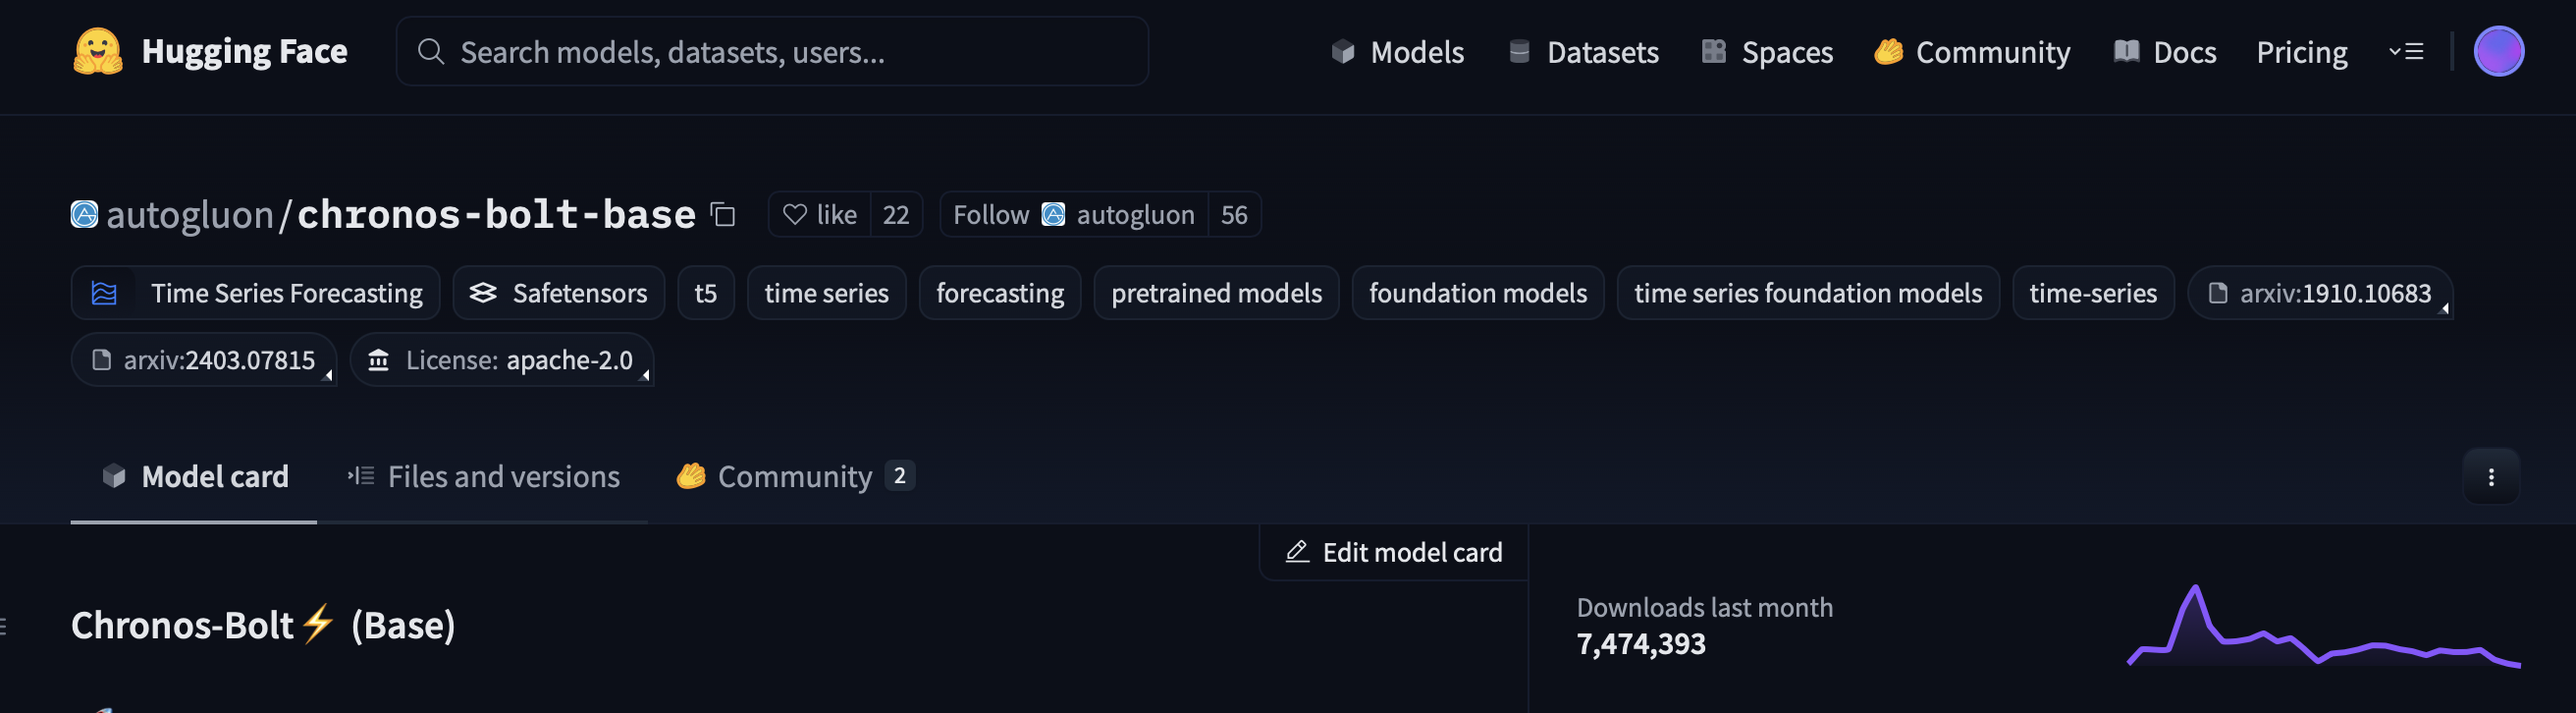 Hugging Face Search models, datasets, users... Models Datasets Spaces Community Docs Pricing
autogluon/chronos-bolt-base like 22 Follow autogluon 56
Time Series Forecasting Safetensors t5 time series forecasting pretrained models foundation models time series foundation models time-series arxiv:1910.10683
arxiv:2403.07815 License: apache-2.0
Model card Files and versions Community 2
Edit model card
Chronos-Bolt⚡ (Base)
Downloads last month
7,474,393